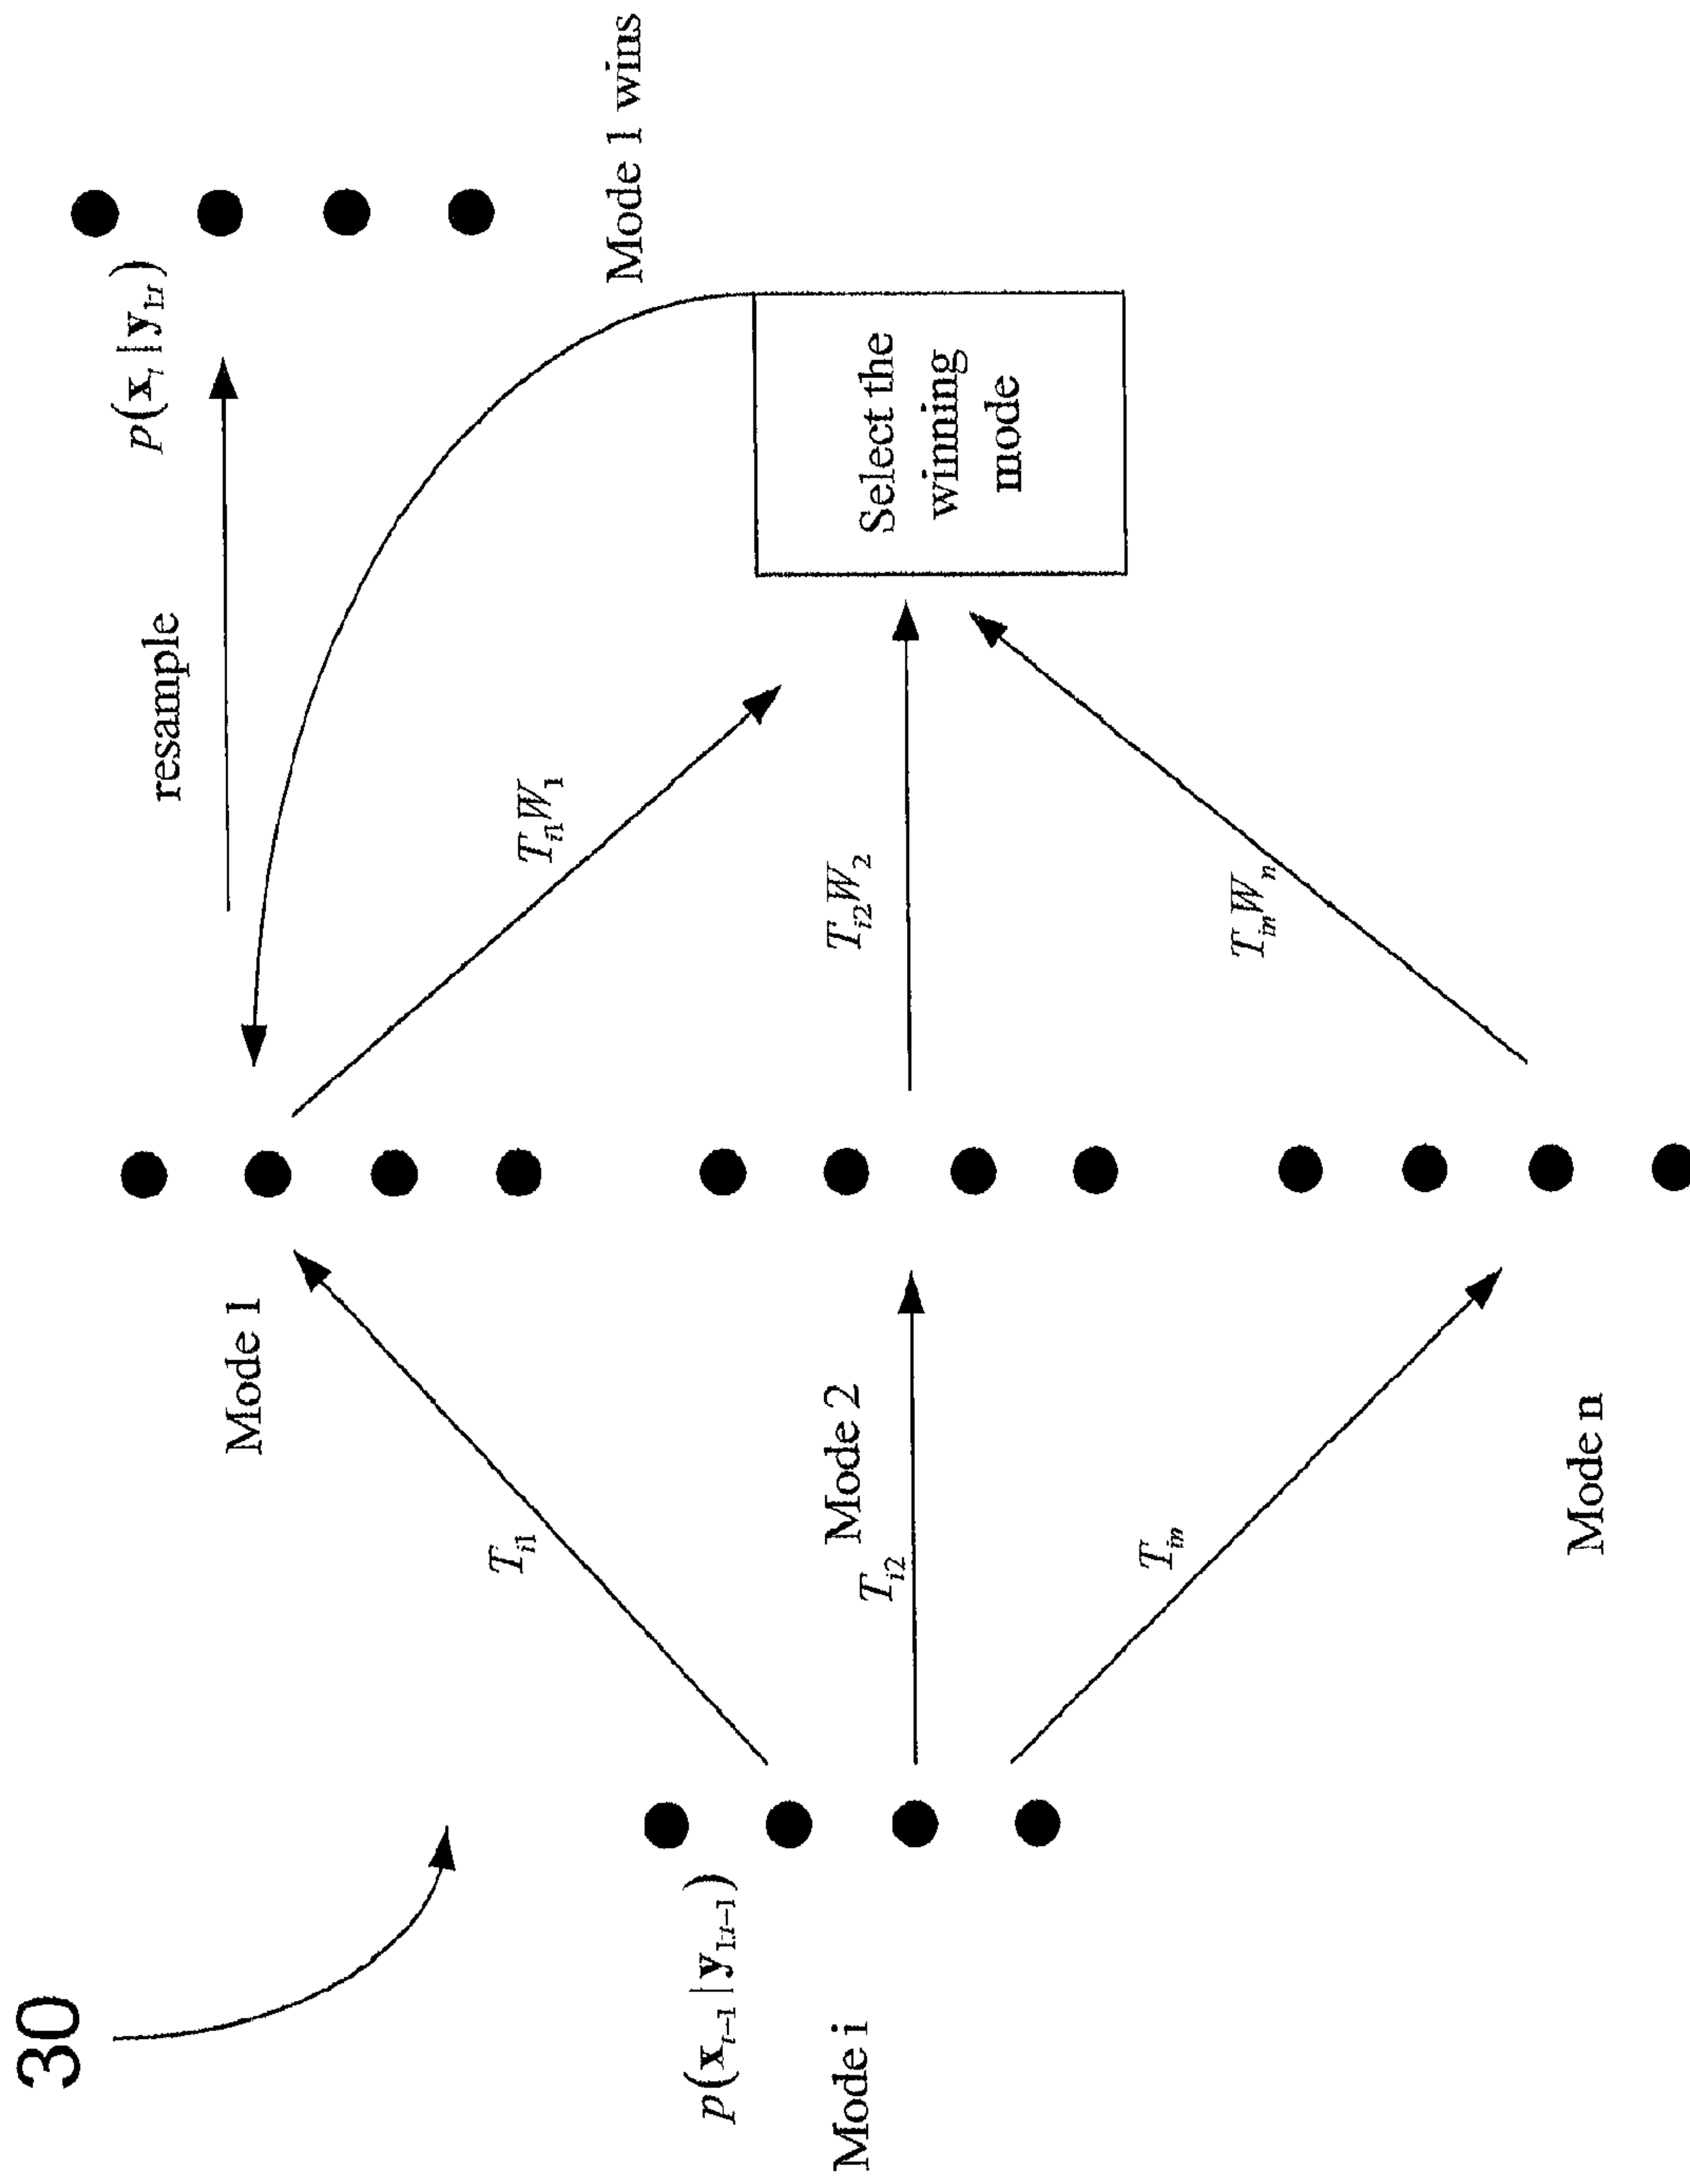 30
p(x_{t-1} | y_{1:t-1})
Mode i
T_{i1}
Mode 1
Mode 2
T_{i2}
T_{in}
Mode n
T_{i1}W_1
T_{i2}W_2
T_{in}W_n
resample
p(x_t | y_{1:t})
Select the
winning
mode
Mode 1 wins